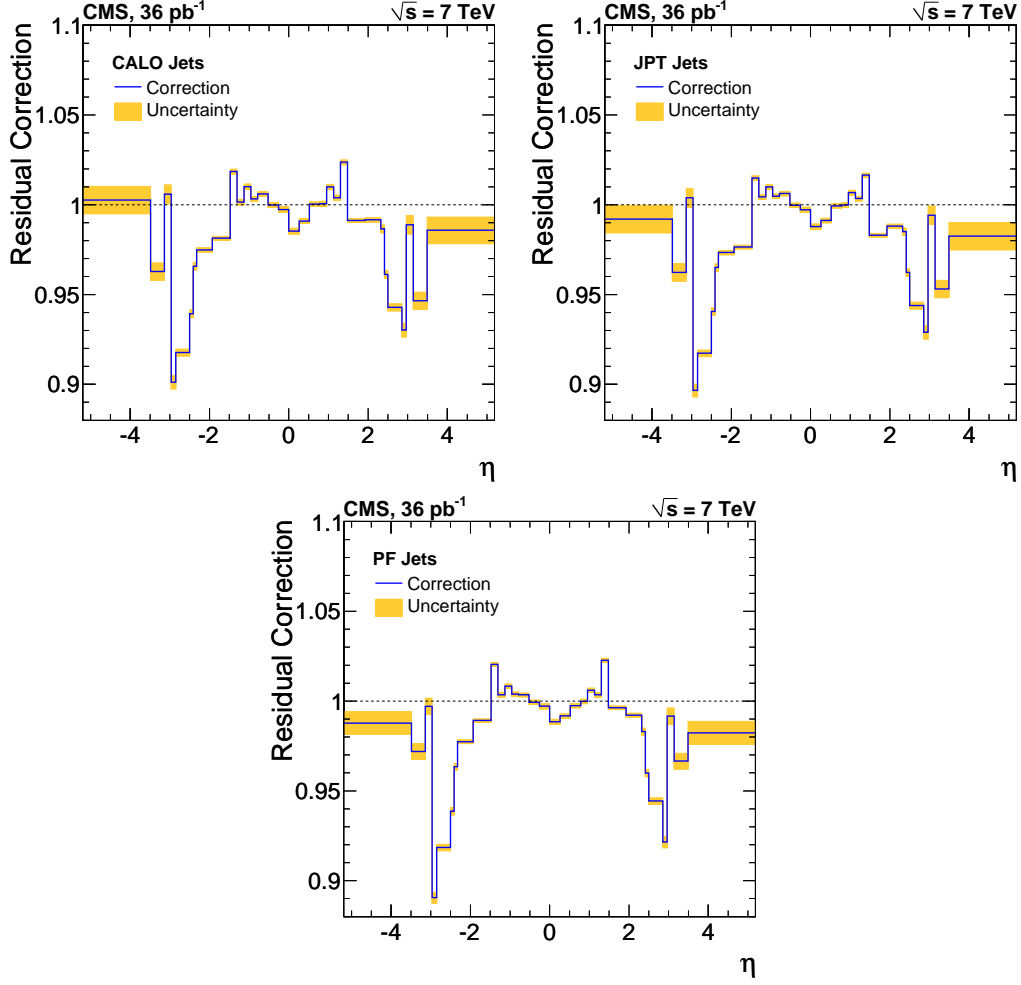 CMS, 36 pb-1 √s = 7 TeV
Residual Correction
CALO Jets
Correction
Uncertainty
1.1
1.05
1
0.95
0.9
-4 -2 0 2 4
η
CMS, 36 pb-1 √s = 7 TeV
Residual Correction
JPT Jets
Correction
Uncertainty
1.1
1.05
1
0.95
0.9
-4 -2 0 2 4
η
CMS, 36 pb-1 √s = 7 TeV
Residual Correction
PF Jets
Correction
Uncertainty
1.1
1.05
1
0.95
0.9
-4 -2 0 2 4
η